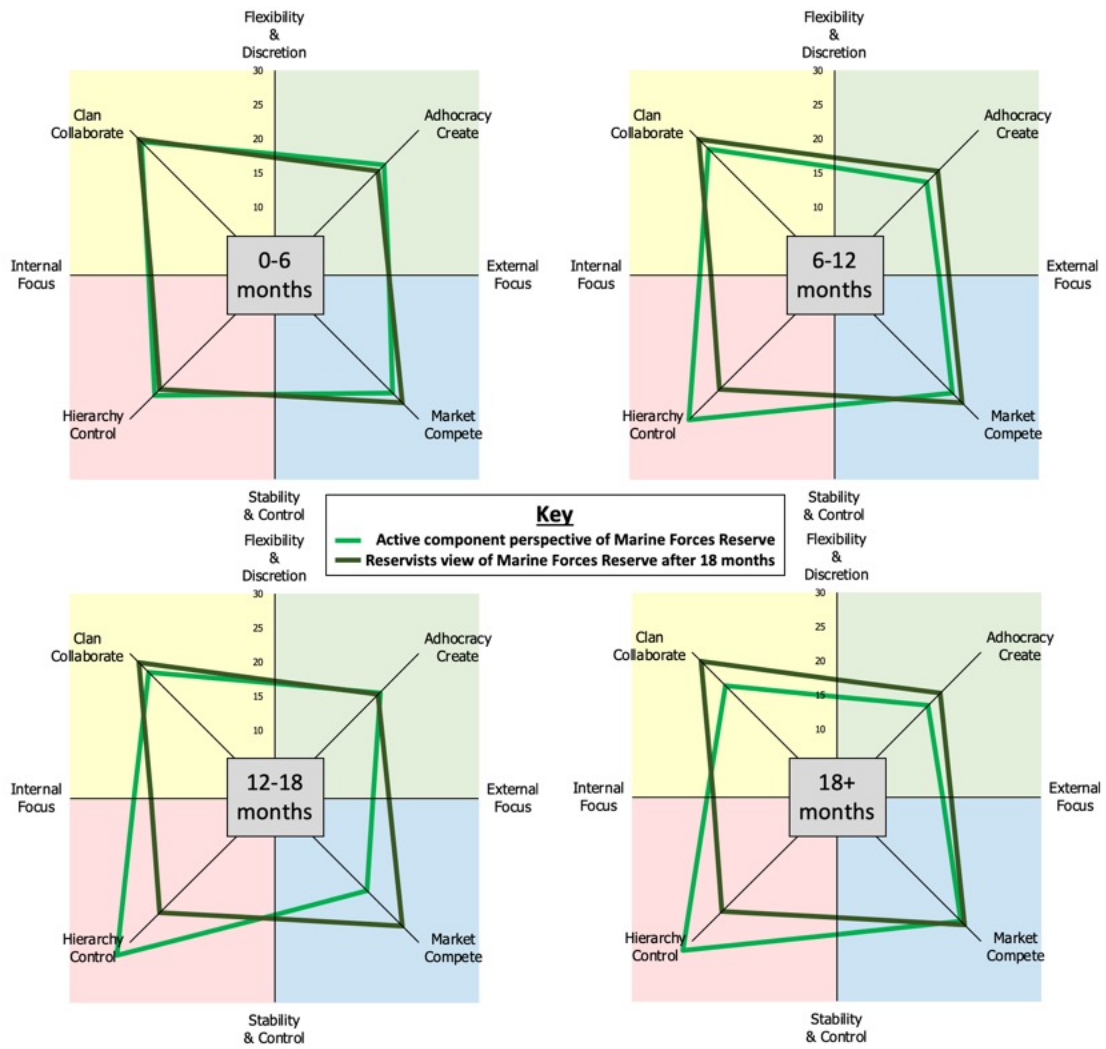 Flexibility
&
Discretion
30
25
20
15
10
Clan
Collaborate
Adhocracy
Create
Internal
Focus
0-6
months
External
Focus
Hierarchy
Control
Market
Compete
Stability
& Control
Flexibility
&
Discretion
30
25
20
15
10
Clan
Collaborate
Adhocracy
Create
Internal
Focus
6-12
months
External
Focus
Hierarchy
Control
Market
Compete
Stability
& Control
Key
Active component perspective of Marine Forces Reserve
Reservists view of Marine Forces Reserve after 18 months
Flexibility
&
Discretion
30
25
20
15
10
Clan
Collaborate
Adhocracy
Create
Internal
Focus
12-18
months
External
Focus
Hierarchy
Control
Market
Compete
Stability
& Control
Flexibility
&
Discretion
30
25
20
15
10
Clan
Collaborate
Adhocracy
Create
Internal
Focus
18+
months
External
Focus
Hierarchy
Control
Market
Compete
Stability
& Control